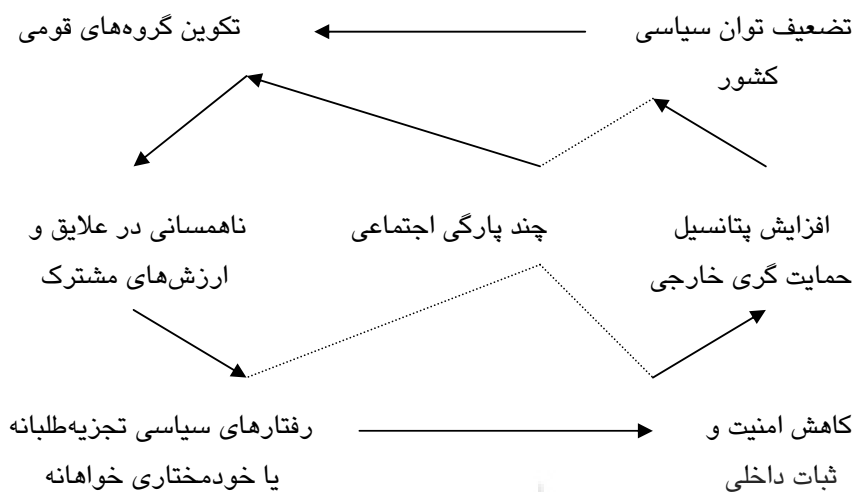 تضعیف توان سیاسی
کشور
تکوین گروه‌های قومی
افزایش پتانسیل
حمایت گری خارجی
چند پارگی اجتماعی
ناهمسانی در علایق و
ارزش‌های مشترک
کاهش امنیت و
ثبات داخلی
رفتارهای سیاسی تجزیه‌طلبانه
یا خودمختاری خواهانه